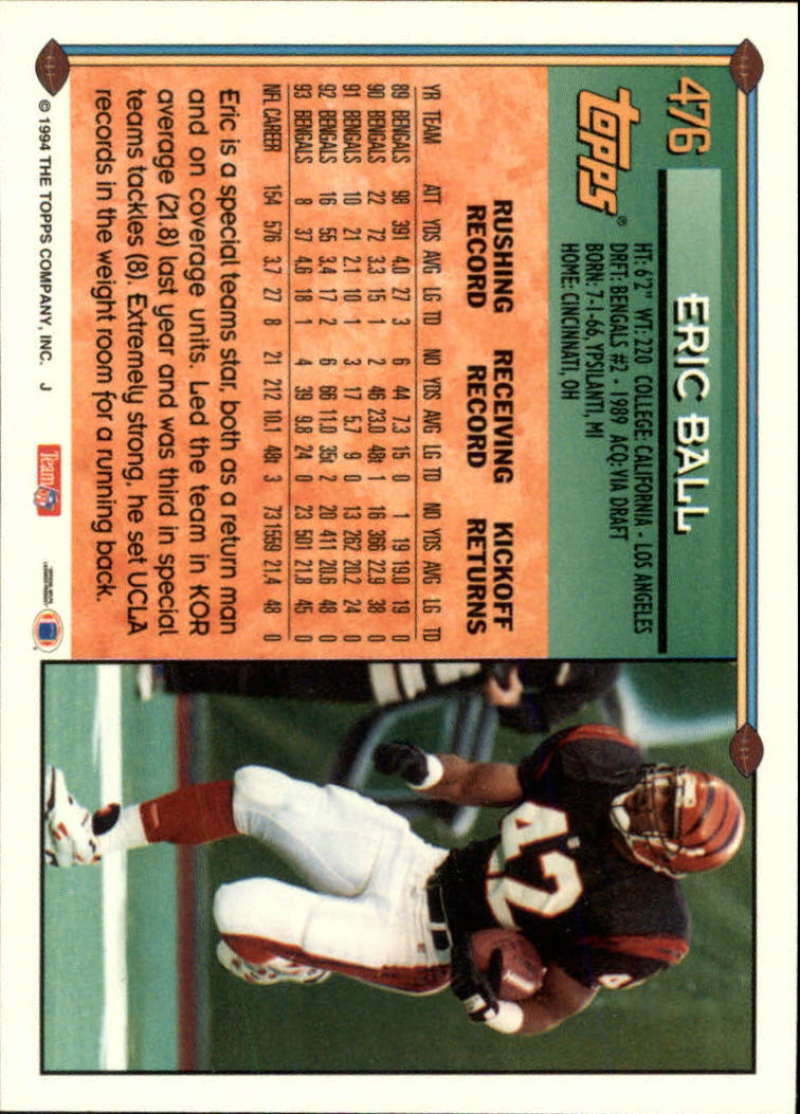 476
ERIC BALL
topps®
HT: 6'2" WT: 220 COLLEGE: CALIFORNIA - LOS ANGELES
DRFT: BENGALS #2 - 1989 ACQ: VIA DRAFT
BORN: 7-1-66, YPSILANTI, MI
HOME: CINCINNATI, OH
RUSHING RECORD RECEIVING RECORD KICKOFF RETURNS
YR TEAM ATT YDS AVG LG TD NO YDS AVG LG TD NO YDS AVG LG TD
89 BENGALS 98 391 4.0 27 3 6 44 7.3 15 0 1 19 19.0 19 0
90 BENGALS 22 72 3.3 15 1 2 46 23.0 48t 1 16 366 22.9 38 0
91 BENGALS 10 21 2.1 10 1 3 17 5.7 9 0 13 262 20.2 24 0
92 BENGALS 16 55 3.4 17 2 6 66 11.0 35t 2 20 411 20.6 48 0
93 BENGALS 8 37 4.6 18 1 4 39 9.8 24 0 23 501 21.8 45 0
NFL CAREER 154 576 3.7 27 8 21 212 10.1 48t 3 73 1559 21.4 48 0
Eric is a special teams star, both as a return man
and on coverage units. Led the team in KOR
average (21.8) last year and was third in special
teams tackles (8). Extremely strong, he set UCLA
records in the weight room for a running back.
© 1994 THE TOPPS COMPANY, INC. J
Team NFL
42